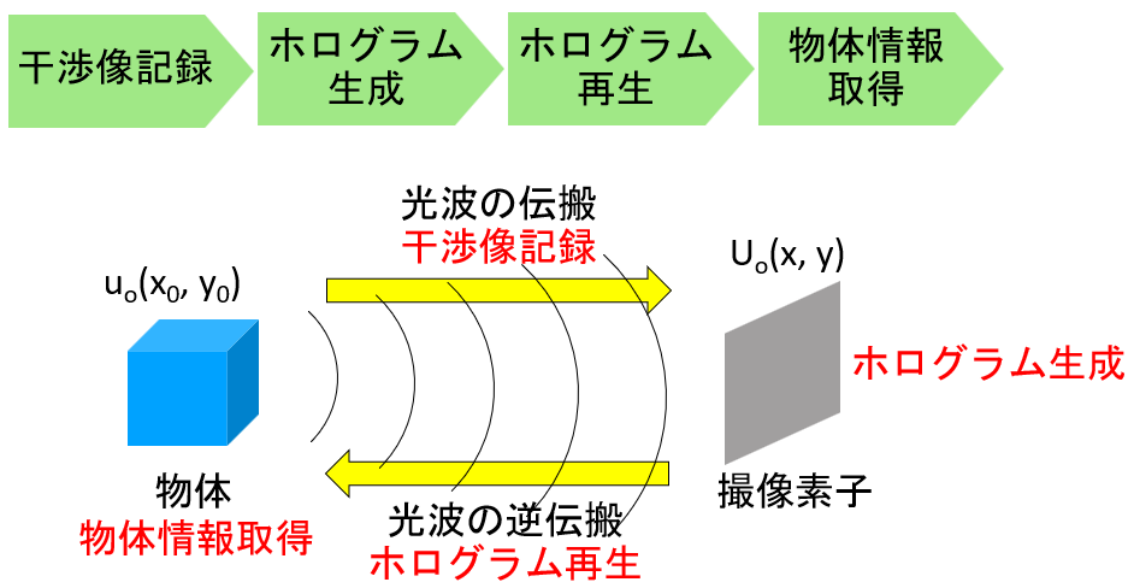 干渉像記録
ホログラム
生成
ホログラム
再生
物体情報
取得
光波の伝搬
干渉像記録
uo(x0, y0)
Uo(x, y)
ホログラム生成
物体
物体情報取得
撮像素子
光波の逆伝搬
ホログラム再生